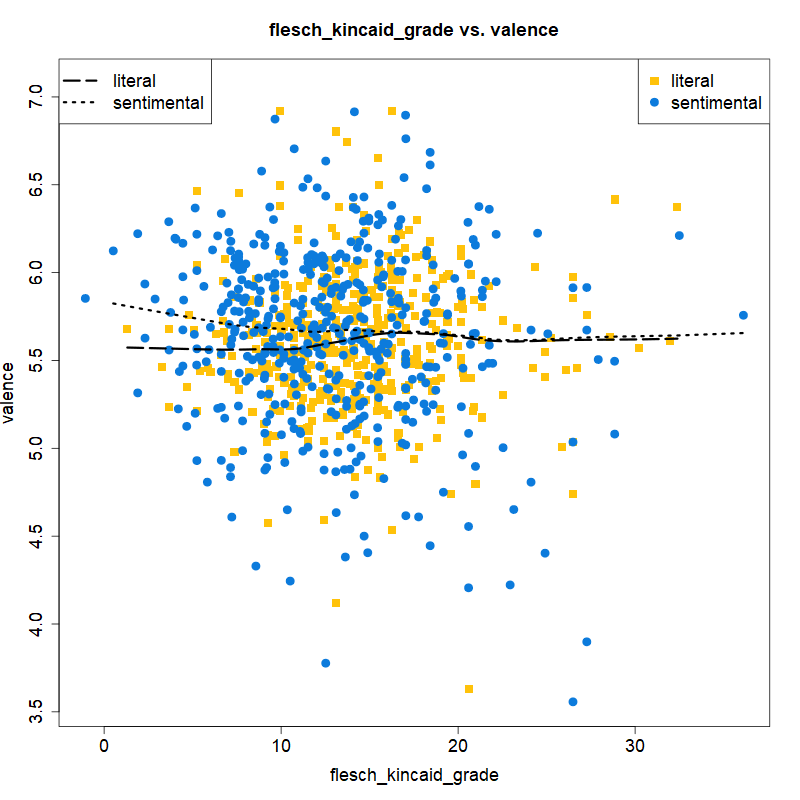 flesch_kincaid_grade vs. valence
literal
sentimental
literal
sentimental
7.0
6.5
6.0
5.5
5.0
4.5
4.0
3.5
valence
0 10 20 30
flesch_kincaid_grade